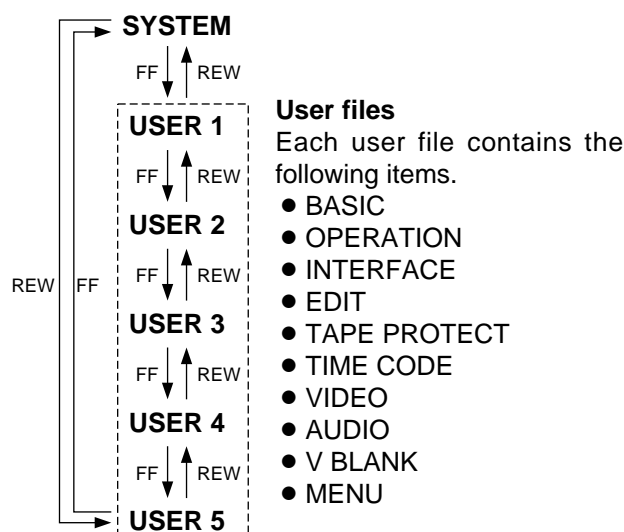 SYSTEM
FF REW
USER 1
FF REW
USER 2
FF REW
USER 3
FF REW
USER 4
FF REW
USER 5
REW FF
User files
Each user file contains the
following items.
● BASIC
● OPERATION
● INTERFACE
● EDIT
● TAPE PROTECT
● TIME CODE
● VIDEO
● AUDIO
● V BLANK
● MENU